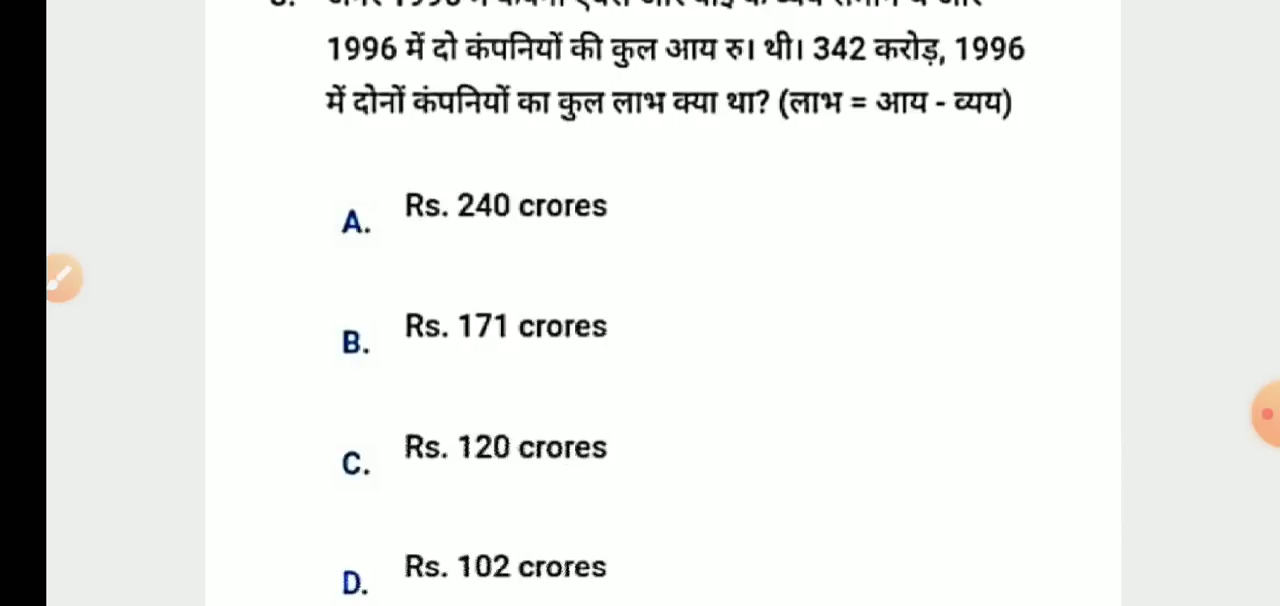 1996 में दो कंपनियों की कुल आय रु। थी। 342 करोड़, 1996
में दोनों कंपनियों का कुल लाभ क्या था? (लाभ = आय - व्यय)
A. Rs. 240 crores
B. Rs. 171 crores
C. Rs. 120 crores
D. Rs. 102 crores